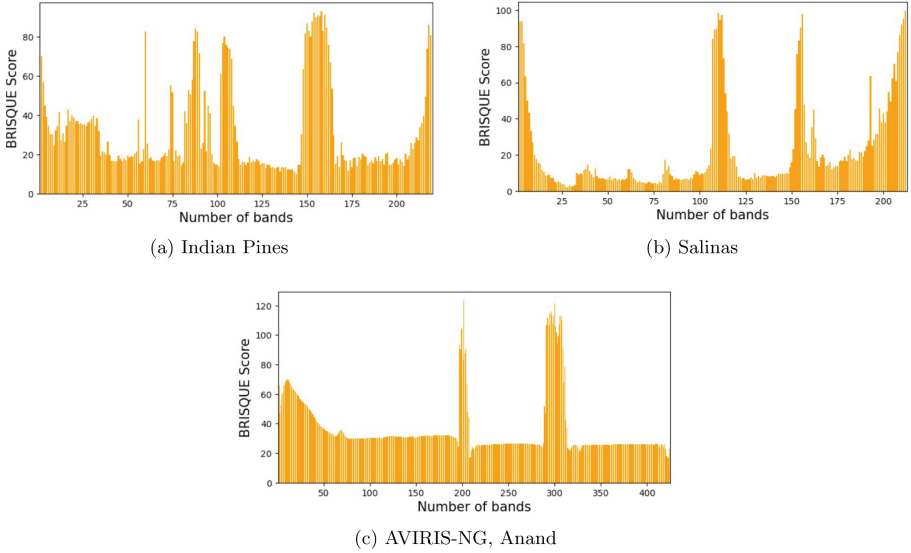 BRISQUE Score
80
60
40
20
0
25 50 75 100 125 150 175 200
Number of bands
(a) Indian Pines
BRISQUE Score
100
80
60
40
20
0
25 50 75 100 125 150 175 200
Number of bands
(b) Salinas
BRISQUE Score
120
100
80
60
40
20
0
50 100 150 200 250 300 350 400
Number of bands
(c) AVIRIS-NG, Anand